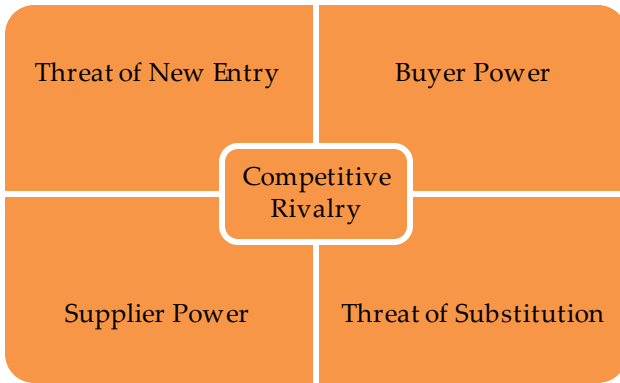 Threat of New Entry
Buyer Power
Competitive
Rivalry
Supplier Power
Threat of Substitution